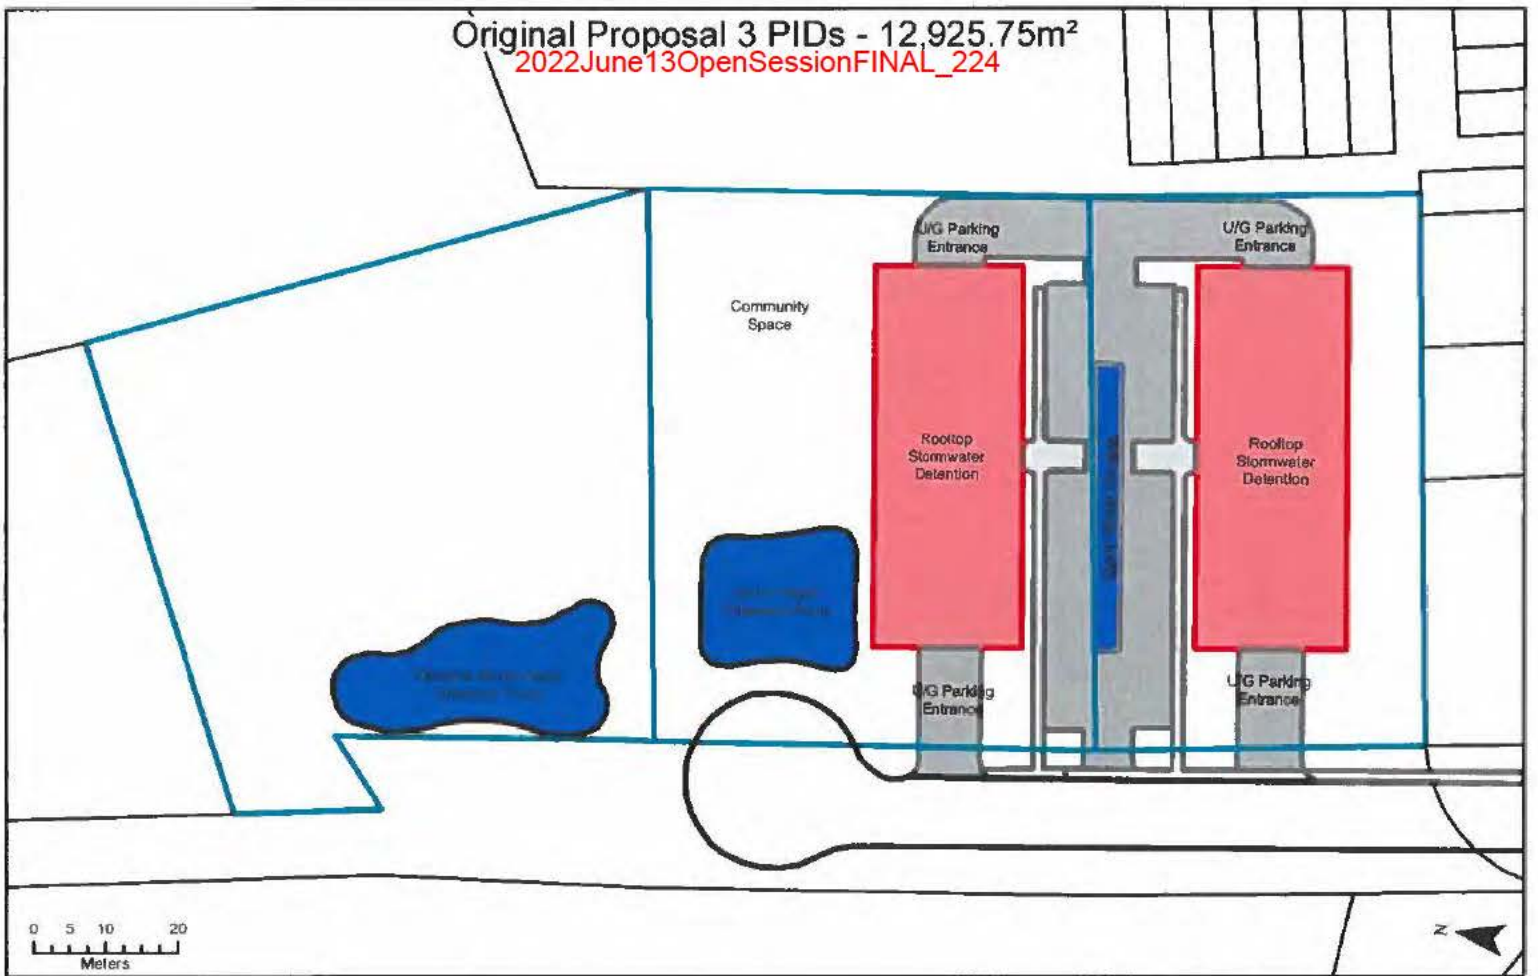 Original Proposal 3 PIDs - 12,925.75m²
2022June13OpenSessionFINAL_224
U/G Parking
Entrance
U/G Parking
Entrance
Community
Space
Rooftop
Stormwater
Detention
Rooftop
Stormwater
Detention
U/G Parking
Entrance
U/G Parking
Entrance
0 5 10 20
Meters
N